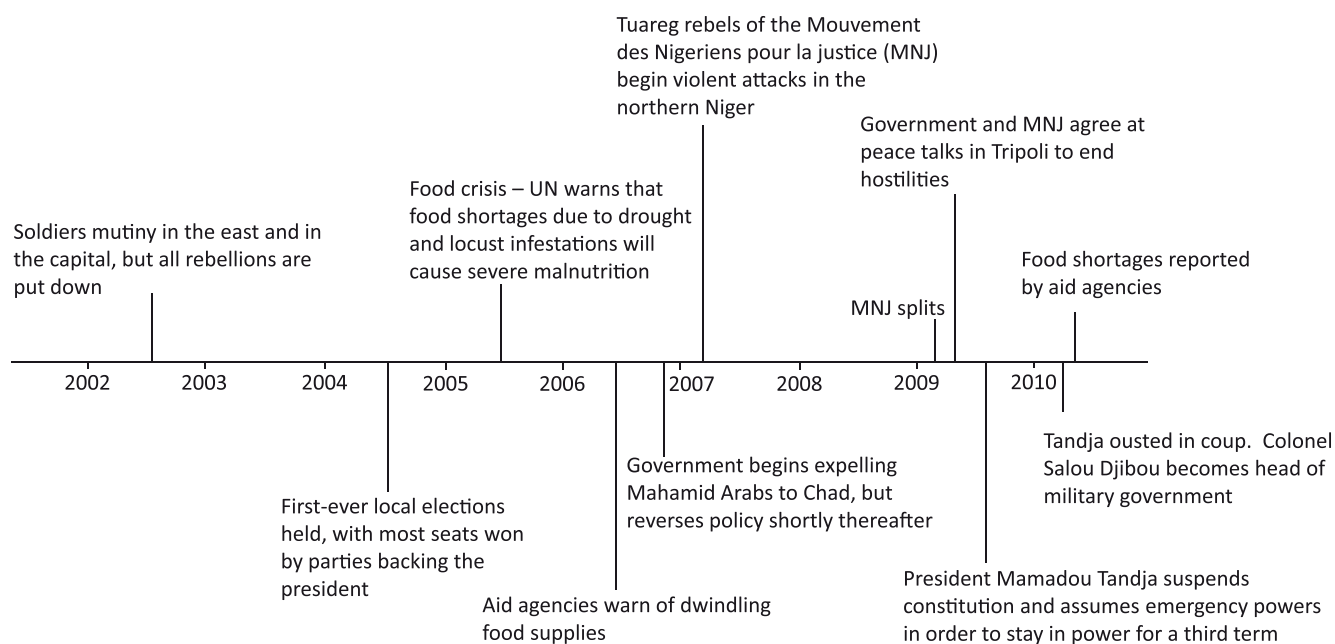 Tuareg rebels of the Mouvement
des Nigeriens pour la justice (MNJ)
begin violent attacks in the
northern Niger
Government and MNJ agree at
peace talks in Tripoli to end
hostilities
Food crisis – UN warns that
food shortages due to drought
and locust infestations will
cause severe malnutrition
Soldiers mutiny in the east and in
the capital, but all rebellions are
put down
Food shortages reported
by aid agencies
MNJ splits
2002 2003 2004 2005 2006 2007 2008 2009 2010
Tandja ousted in coup.  Colonel
Salou Djibou becomes head of
military government
Government begins expelling
Mahamid Arabs to Chad, but
reverses policy shortly thereafter
First-ever local elections
held, with most seats won
by parties backing the
president
President Mamadou Tandja suspends
constitution and assumes emergency powers
in order to stay in power for a third term
Aid agencies warn of dwindling
food supplies